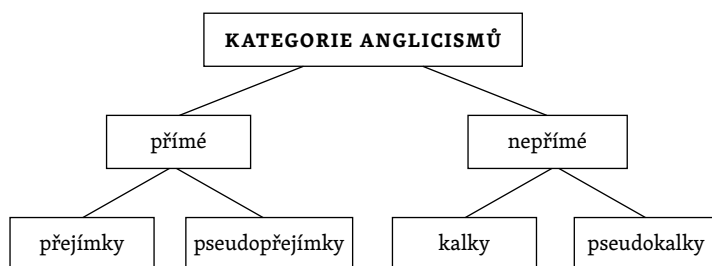 KATEGORIE ANGLICISMŮ
přímé nepřímé
přejímky pseudopřejímky kalky pseudokalky